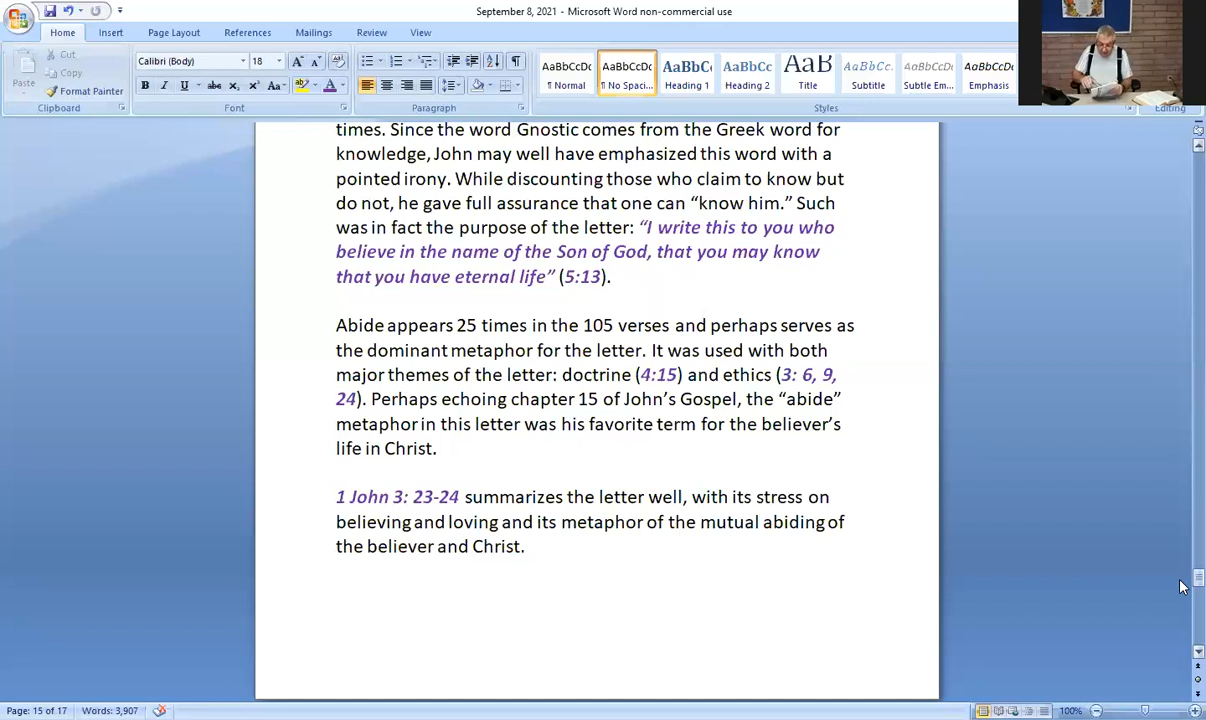 September 8, 2021 - Microsoft Word non-commercial use
Home Insert Page Layout References Mailings Review View
Cut
Copy
Format Painter
Paste
Clipboard
Calibri (Body) 18
Font
Paragraph
AaBbCcDc AaBbCcDc AaBbC AaBbCc AaB AaBbCc AaBbCcDc AaBbCcDc
¶ Normal ¶ No Spaci... Heading 1 Heading 2 Title Subtitle Subtle Em... Emphasis
Styles
Editing
times. Since the word Gnostic comes from the Greek word for
knowledge, John may well have emphasized this word with a
pointed irony. While discounting those who claim to know but
do not, he gave full assurance that one can “know him.” Such
was in fact the purpose of the letter: “I write this to you who
believe in the name of the Son of God, that you may know
that you have eternal life” (5:13).
Abide appears 25 times in the 105 verses and perhaps serves as
the dominant metaphor for the letter. It was used with both
major themes of the letter: doctrine (4:15) and ethics (3: 6, 9,
24). Perhaps echoing chapter 15 of John’s Gospel, the “abide”
metaphor in this letter was his favorite term for the believer’s
life in Christ.
1 John 3: 23-24 summarizes the letter well, with its stress on
believing and loving and its metaphor of the mutual abiding of
the believer and Christ.
Page: 15 of 17 Words: 3,907 100%